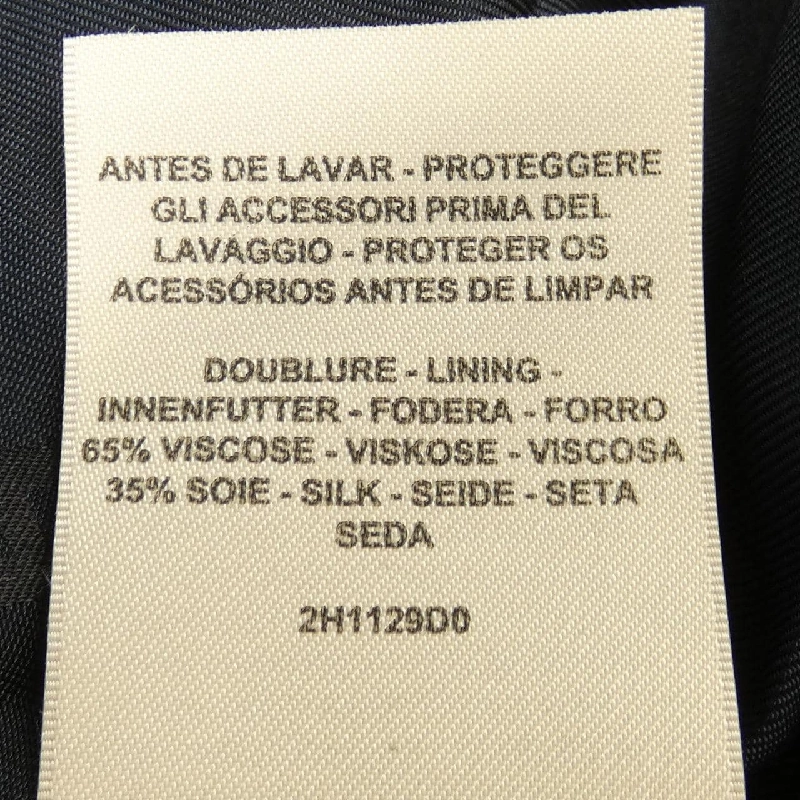 ANTES DE LAVAR - PROTEGGERE
GLI ACCESSORI PRIMA DEL
LAVAGGIO - PROTEGER OS
ACESSÓRIOS ANTES DE LIMPAR
DOUBLURE - LINING -
INNENFUTTER - FODERA - FORRO
65% VISCOSE - VISKOSE - VISCOSA
35% SOIE - SILK - SEIDE - SETA
SEDA
2H1129D0